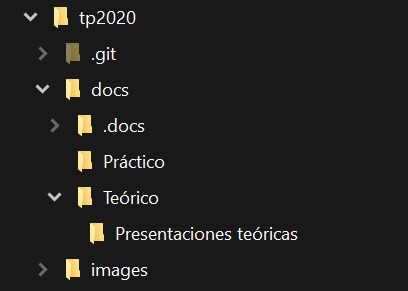 tp2020
.git
docs
.docs
Práctico
Teórico
Presentaciones teóricas
images